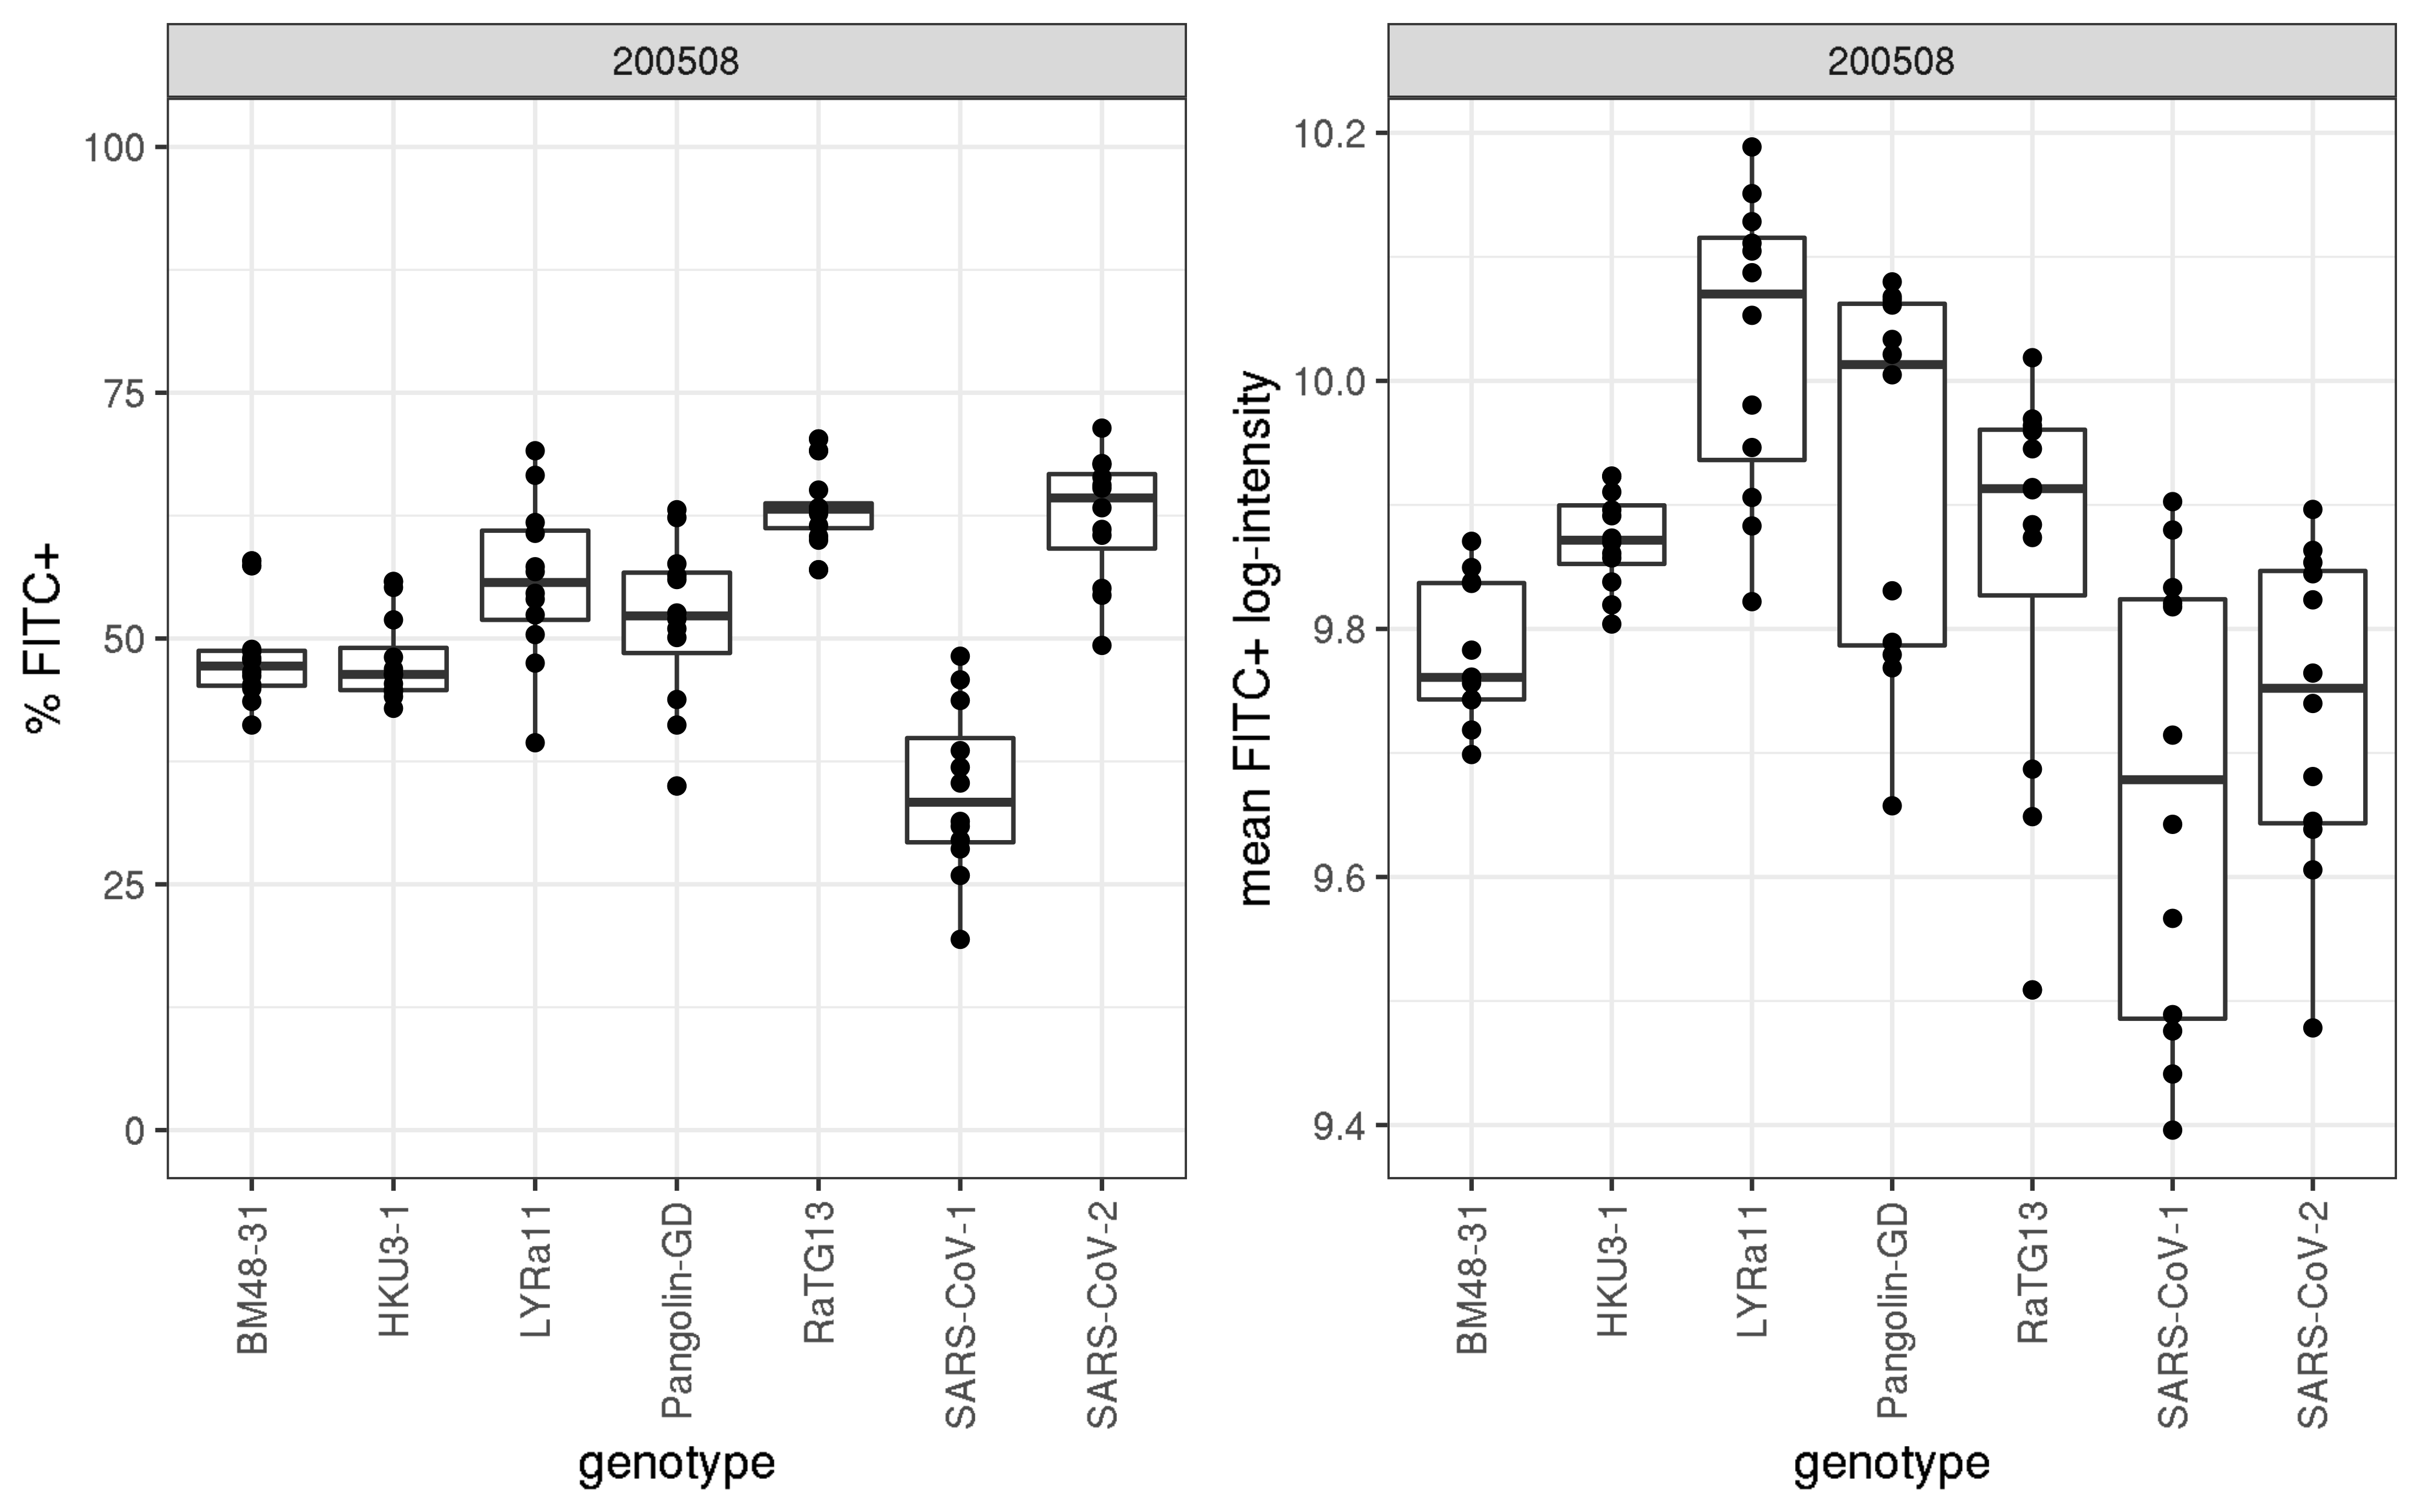 200508
% FITC+
100
75
50
25
0
BM48-31
HKU3-1
LYRa11
Pangolin-GD
RaTG13
SARS-CoV-1
SARS-CoV-2
genotype
200508
mean FITC+ log-intensity
10.2
10.0
9.8
9.6
9.4
BM48-31
HKU3-1
LYRa11
Pangolin-GD
RaTG13
SARS-CoV-1
SARS-CoV-2
genotype